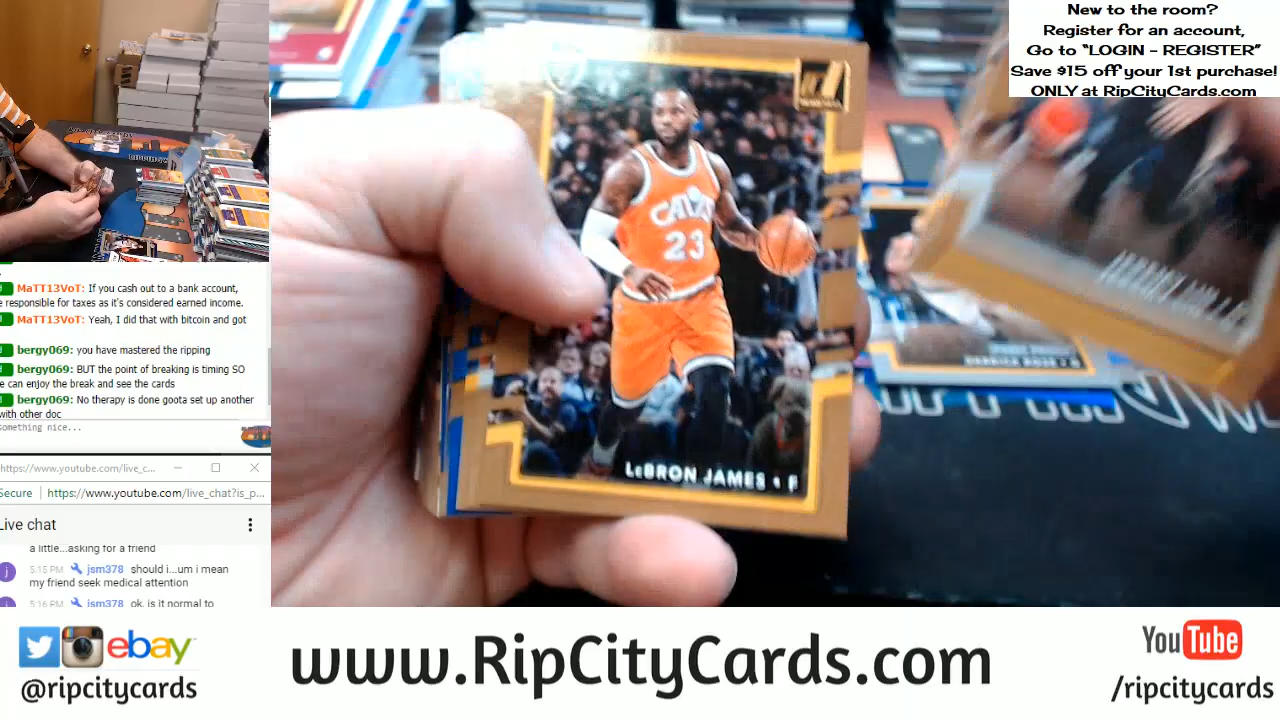 New to the room?
Register for an account,
Go to “LOGIN - REGISTER”
Save $15 off your 1st purchase!
ONLY at RipCityCards.com
CAVS
23
LeBRON JAMES • F
MaTT13VoT: If you cash out to a bank account,
e responsible for taxes as it's considered earned income.
MaTT13VoT: Yeah, I did that with bitcoin and got
bergy069: you have mastered the ripping
bergy069: BUT the point of breaking is timing SO
e can enjoy the break and see the cards
bergy069: No therapy is done goota set up another
with other doc
something nice...
https://www.youtube.com/live_c...
Secure
https://www.youtube.com/live_chat?is_p...
Live chat
a little...asking for a friend
5:15 PM jsm378 should i...um i mean
my friend seek medical attention
5:16 PM jsm378 ok. is it normal to
ebay
@ripcitycards
www.RipCityCards.com
YouTube
/ripcitycards